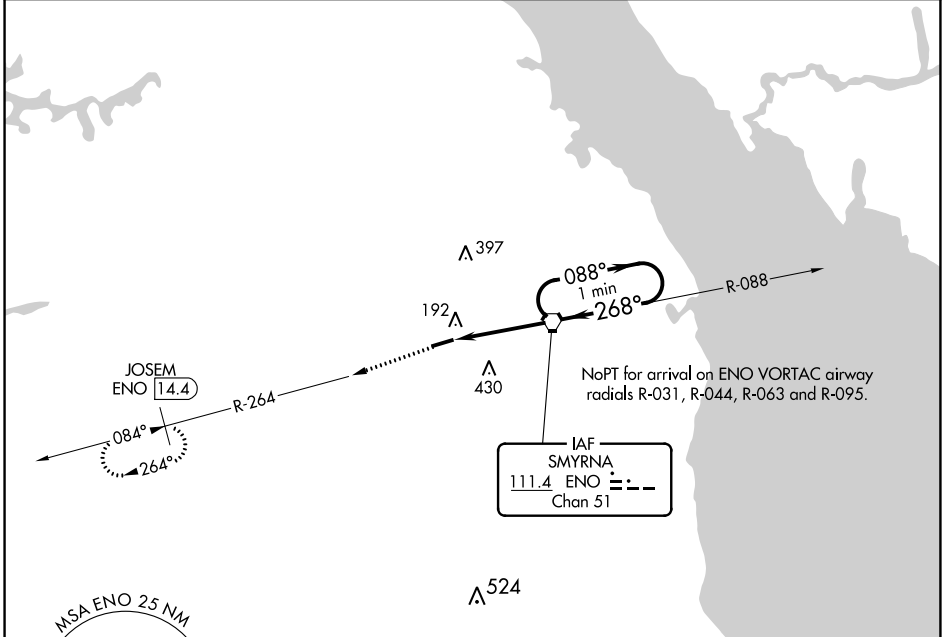 397
088°
1 min
268°
R-088
192
JOSEM
ENO 14.4
R-264
430
NoPT for arrival on ENO VORTAC airway
radials R-031, R-044, R-063 and R-095.
084°
264°
IAF
SMYRNA
111.4 ENO
Chan 51
524
MSA ENO 25 NM